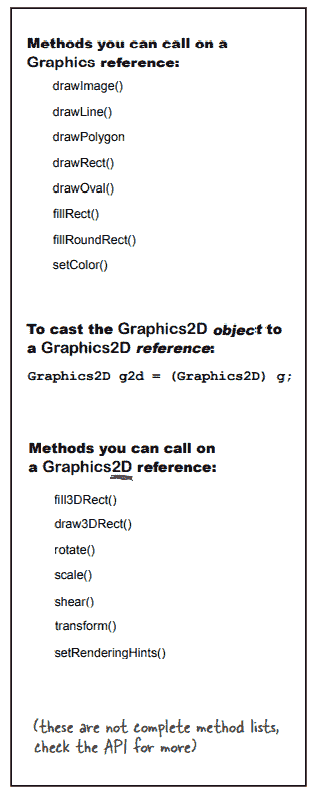 Methods you can call on a
Graphics reference:
drawImage()
drawLine()
drawPolygon
drawRect()
drawOval()
fillRect()
fillRoundRect()
setColor()
To cast the Graphics2D object to
a Graphics2D reference:
Graphics2D g2d = (Graphics2D) g;
Methods you can call on
a Graphics2D reference:
fill3DRect()
draw3DRect()
rotate()
scale()
shear()
transform()
setRenderingHints()
(these are not complete method lists,
check the API for more)